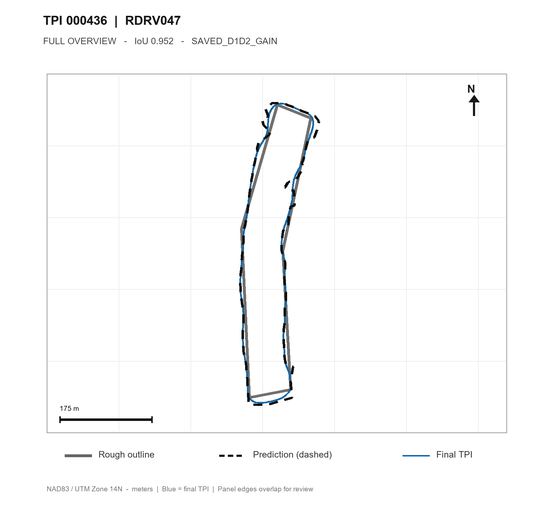 TPI 000436 | RDRV047
FULL OVERVIEW - IoU 0.952 - SAVED_D1D2_GAIN
N
175 m
Rough outline Prediction (dashed) Final TPI
NAD83 / UTM Zone 14N - meters | Blue = final TPI | Panel edges overlap for review